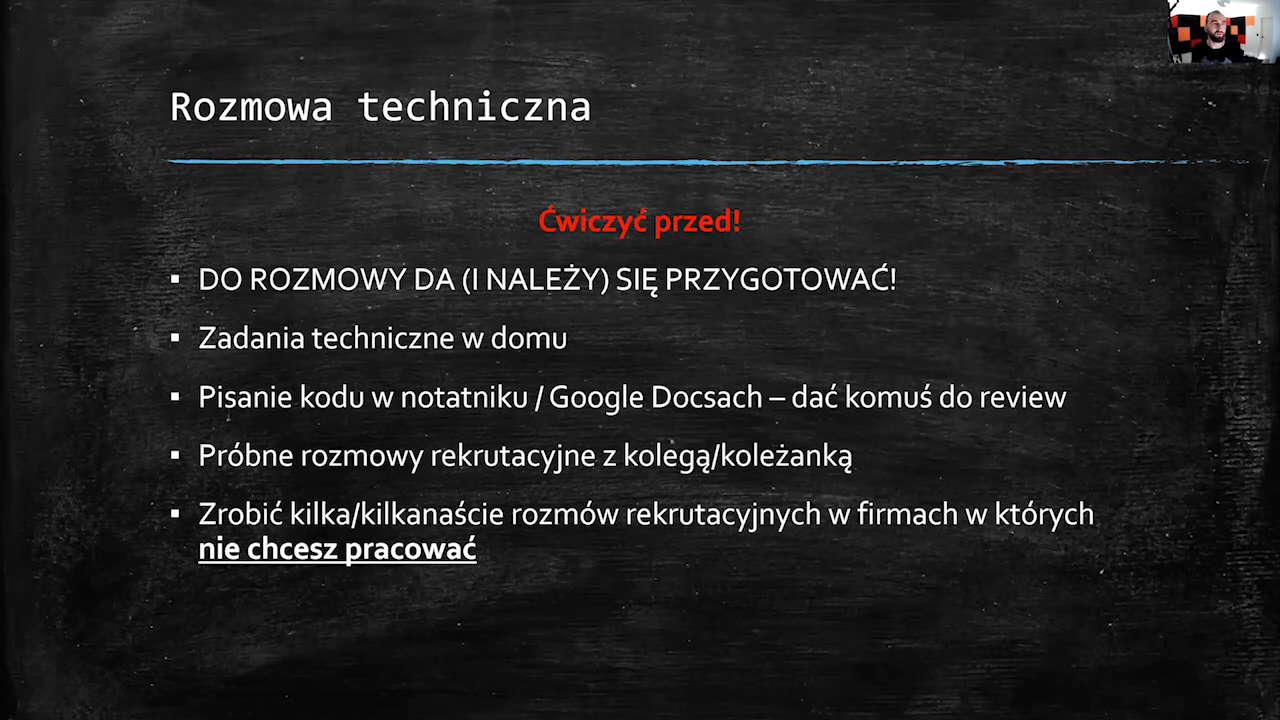 Rozmowa techniczna
Ćwiczyć przed!
▪ DO ROZMOWY DA (I NALEŻY) SIĘ PRZYGOTOWAĆ!
▪ Zadania techniczne w domu
▪ Pisanie kodu w notatniku / Google Docsach – dać komuś do review
▪ Próbne rozmowy rekrutacyjne z kolegą/koleżanką
▪ Zrobić kilka/kilkanaście rozmów rekrutacyjnych w firmach w których
nie chcesz pracować